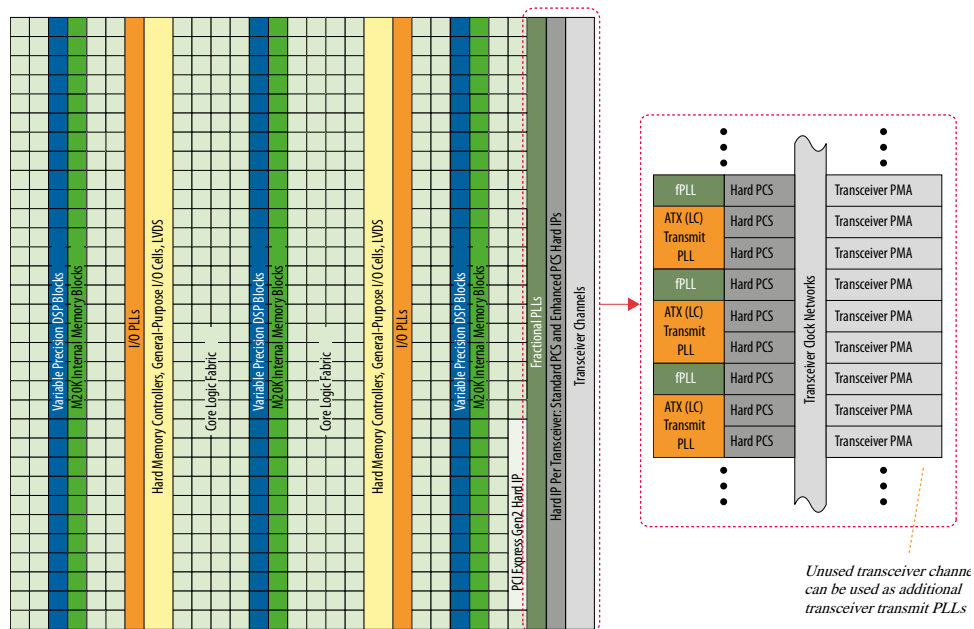 Variable Precision DSP Blocks
M20K Internal Memory Blocks
I/O PLLs
Hard Memory Controllers, General-Purpose I/O Cells, LVDS
Core Logic Fabric
Variable Precision DSP Blocks
M20K Internal Memory Blocks
Core Logic Fabric
Hard Memory Controllers, General-Purpose I/O Cells, LVDS
I/O PLLs
Variable Precision DSP Blocks
M20K Internal Memory Blocks
PCI Express Gen2 Hard IP
Fractional PLLs
Hard IP Per Transceiver: Standard PCS and Enhanced PCS Hard IPs
Transceiver Channels
fPLL
Hard PCS
Transceiver PMA
ATX (LC)
Transmit
PLL
Hard PCS
Transceiver PMA
Hard PCS
Transceiver PMA
fPLL
Hard PCS
Transceiver PMA
ATX (LC)
Transmit
PLL
Hard PCS
Transceiver PMA
Hard PCS
Transceiver PMA
fPLL
Hard PCS
Transceiver PMA
ATX (LC)
Transmit
PLL
Hard PCS
Transceiver PMA
Hard PCS
Transceiver PMA
Transceiver Clock Networks
Unused transceiver channe
can be used as additional
transceiver transmit PLLs